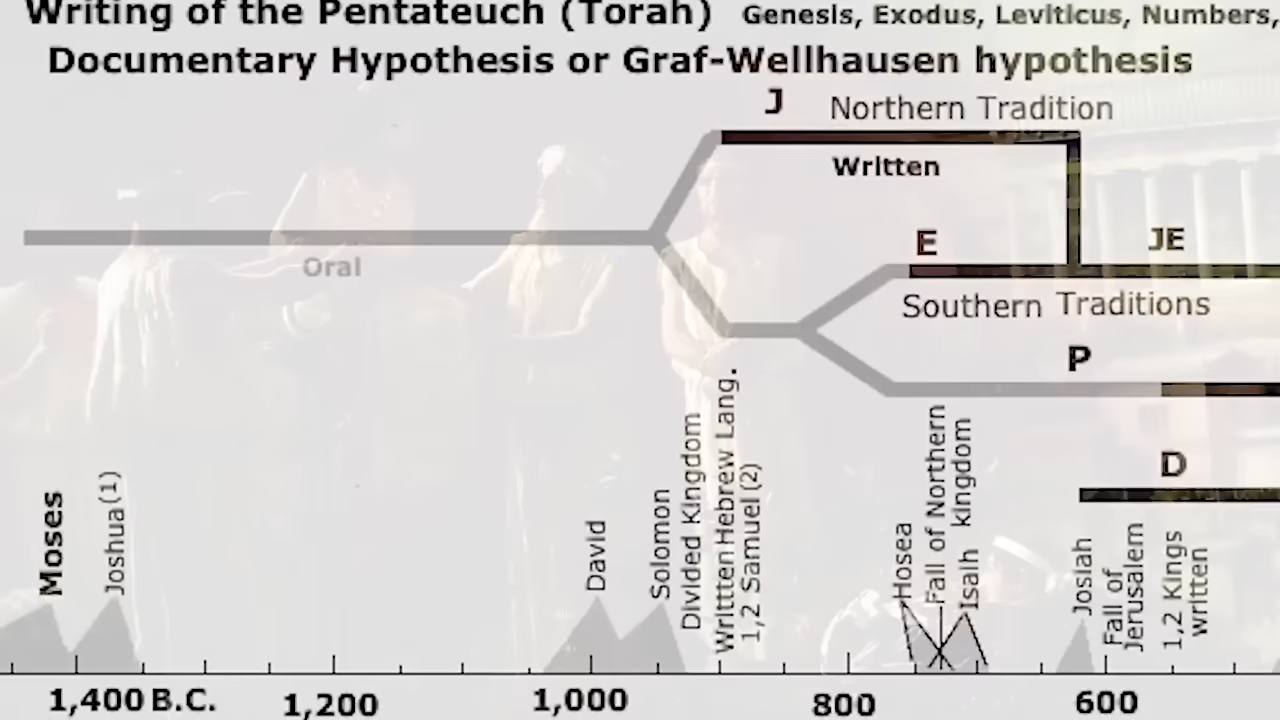 Writing of the Pentateuch (Torah) Genesis, Exodus, Leviticus, Numbers,
Documentary Hypothesis or Graf-Wellhausen hypothesis
J Northern Tradition
Written
E JE
Oral
Southern Traditions
P
D
Moses
Joshua (1)
David
Solomon
Divided Kingdom
Writtten Hebrew Lang.
1,2 Samuel (2)
Hosea
Fall of Northern
kingdom
Isaih
Josiah
Fall of
Jerusalem
1,2 Kings
written
1,400 B.C. 1,200 1,000 800 600